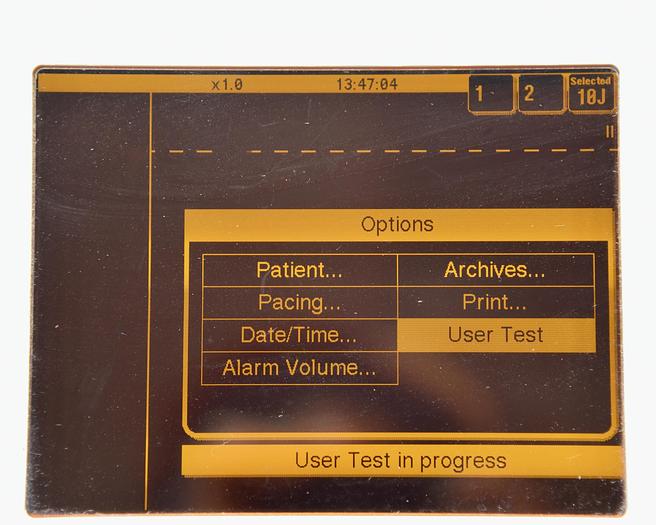 x1.0 13:47:04 1 2 Selected
10J
II
Options
Patient... Archives...
Pacing... Print...
Date/Time... User Test
Alarm Volume...
User Test in progress